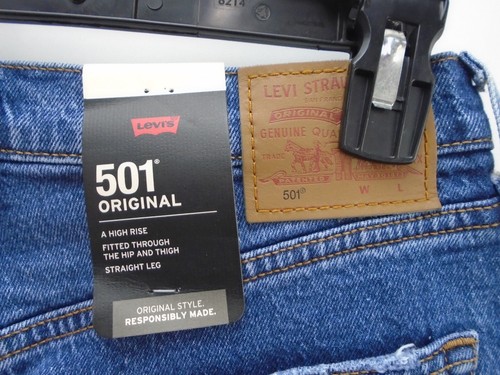 8214
Levi's
501®
ORIGINAL
A HIGH RISE
FITTED THROUGH
THE HIP AND THIGH
STRAIGHT LEG
ORIGINAL STYLE.
RESPONSIBLY MADE.
LEVI STRAU
ORIGINAL
GENUINE QUA
PATENTED
501® W L